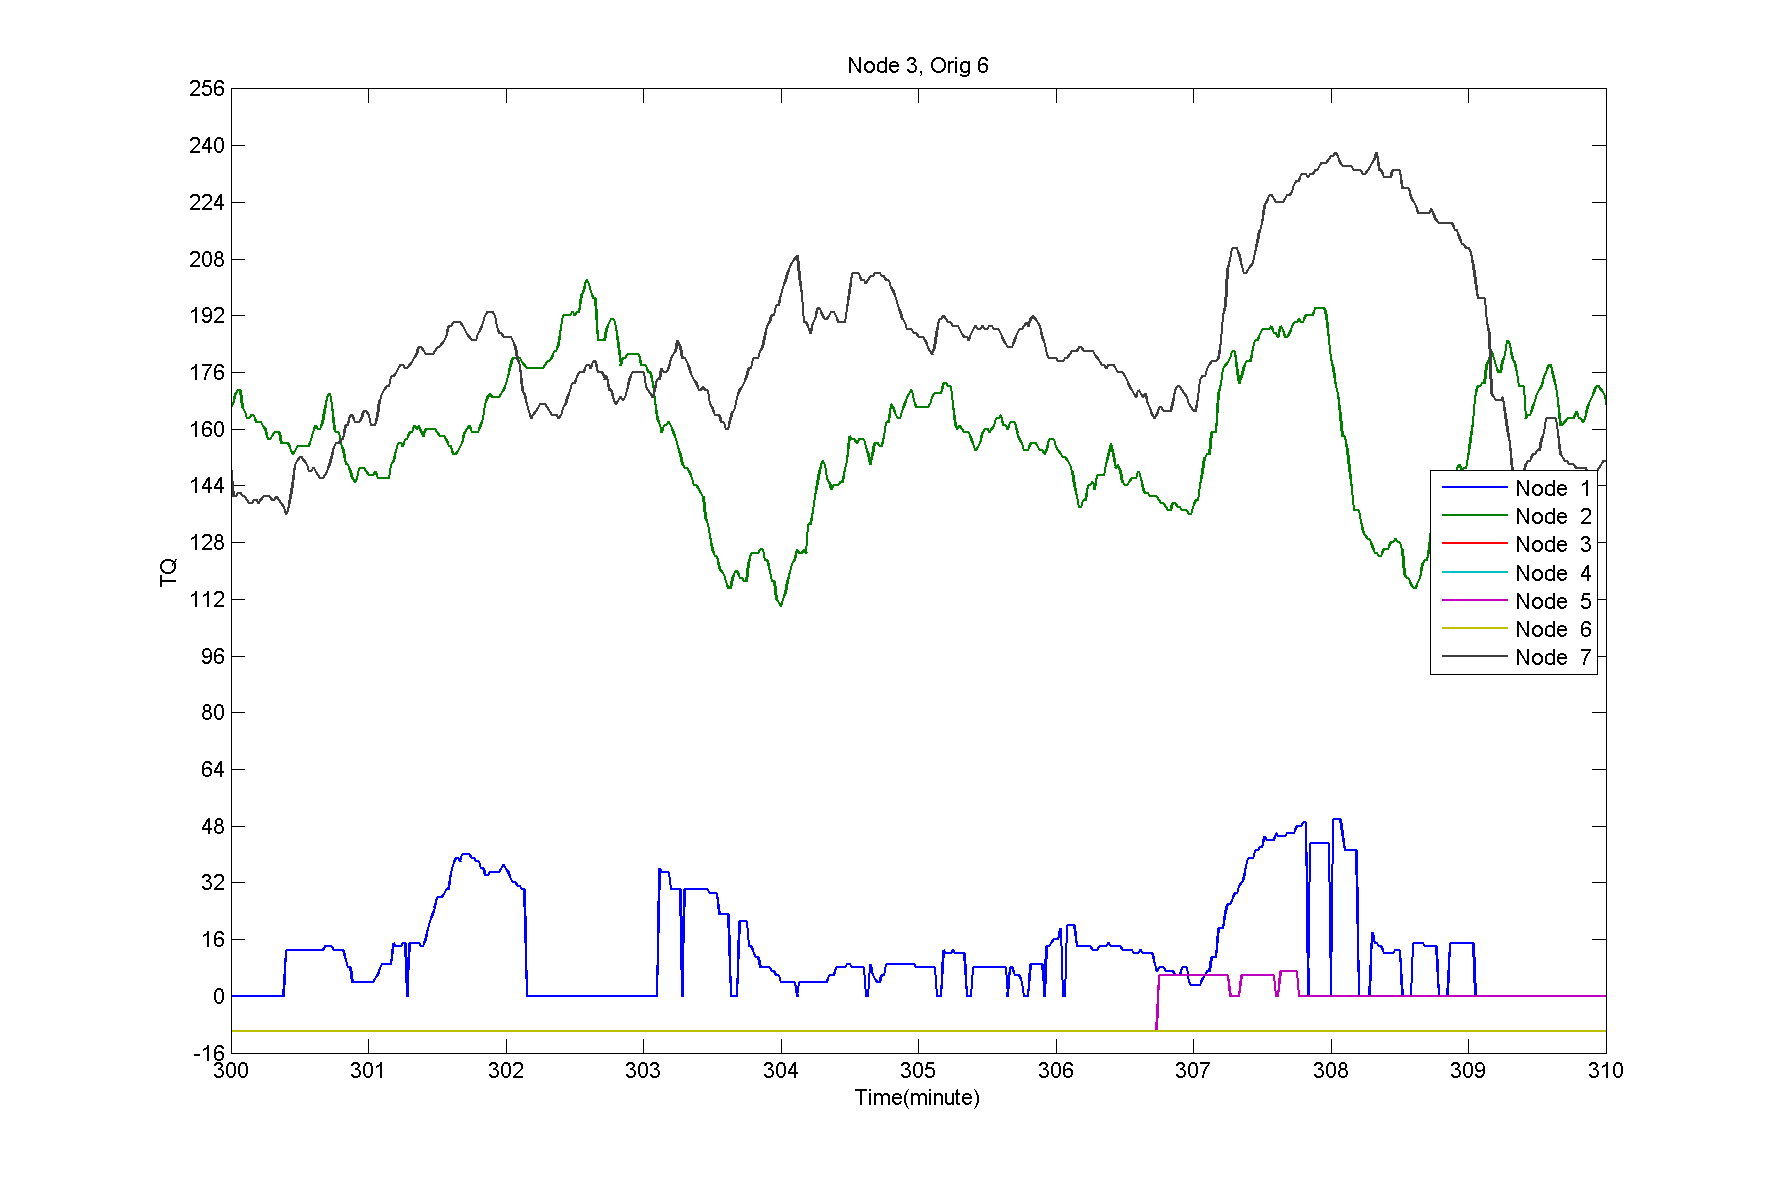 Node 3, Orig 6
256
240
224
208
192
176
160
144
128
112
96
80
64
48
32
16
0
-16
TQ
Node 1
Node 2
Node 3
Node 4
Node 5
Node 6
Node 7
300 301 302 303 304 305 306 307 308 309 310
Time(minute)